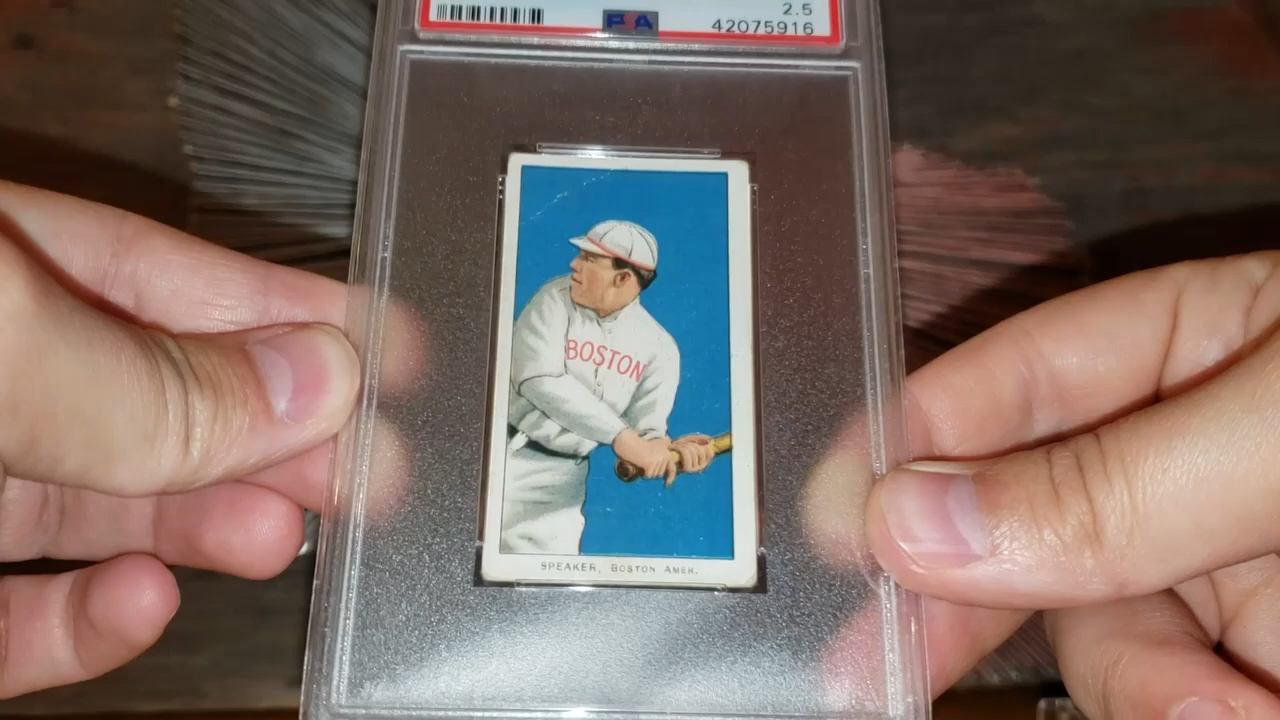 2.5
PSA
42075916
BOSTON
SPEAKER, BOSTON AMER.